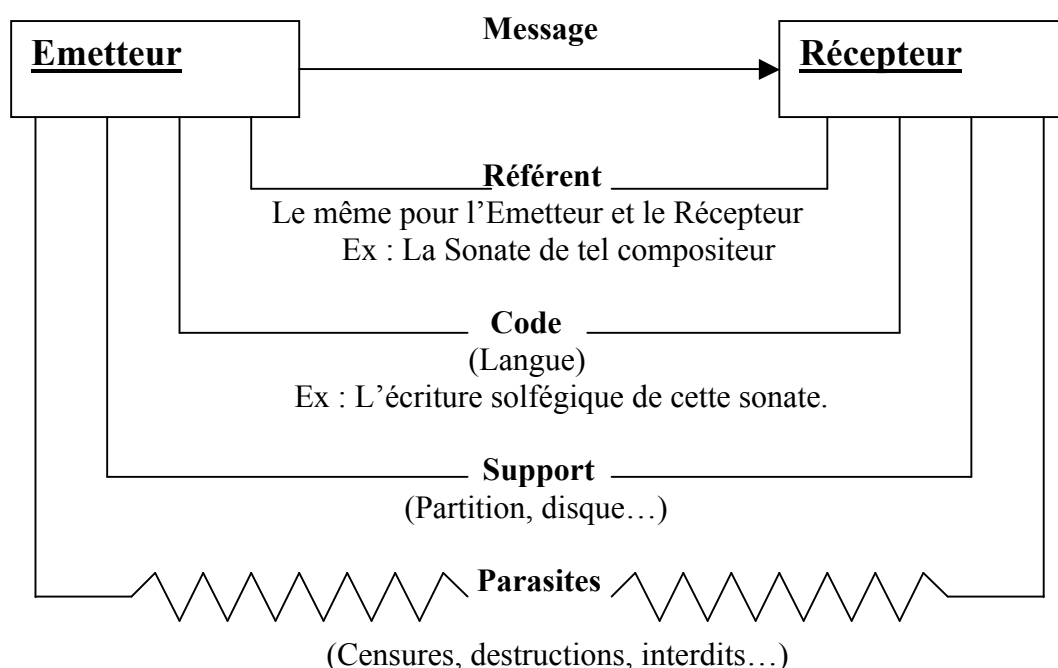 Message
Emetteur
Récepteur
Référent
Le même pour l’Emetteur et le Récepteur
Ex : La Sonate de tel compositeur
Code
(Langue)
Ex : L’écriture solfégique de cette sonate.
Support
(Partition, disque…)
Parasites
(Censures, destructions, interdits…)